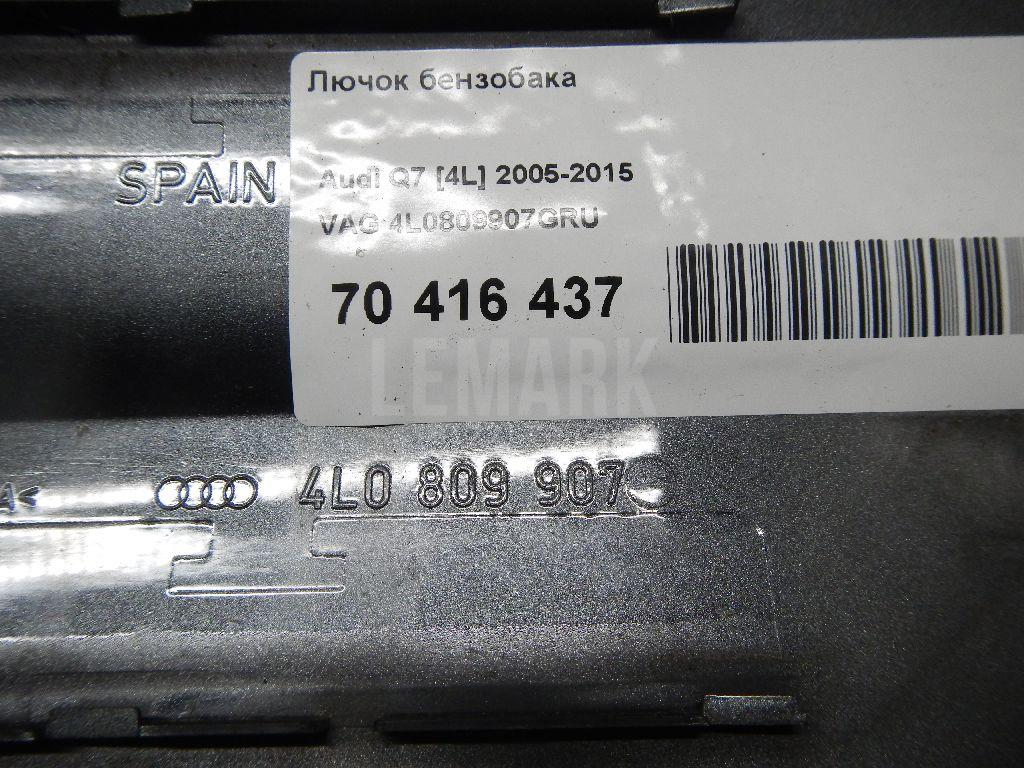 Лючок бензобака
SPAIN
Audi Q7 [4L] 2005-2015
VAG 4L0809907GRU
70 416 437
LEMARK
4L0 809 907